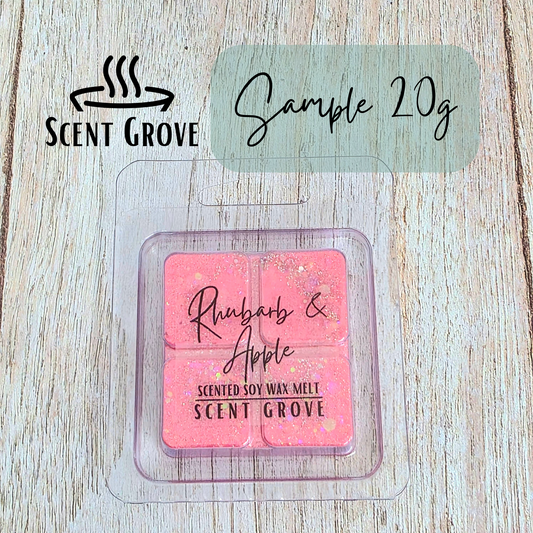 SCENT GROVE
Sample 20g
Rhubarb &
Apple
SCENTED SOY WAX MELT
SCENT GROVE